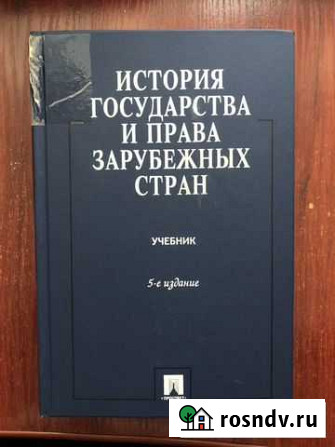 ИСТОРИЯ
ГОСУДАРСТВА
И ПРАВА
ЗАРУБЕЖНЫХ
СТРАН
УЧЕБНИК
5-е издание
rosndv.ru